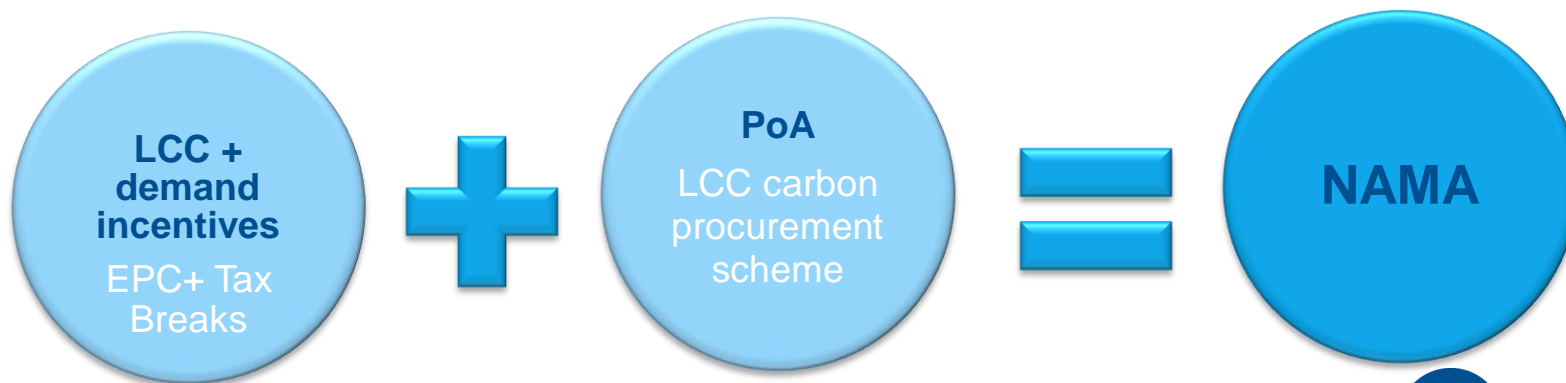 LCC +
demand
incentives
EPC+ Tax
Breaks
PoA
LCC carbon
procurement
scheme
NAMA